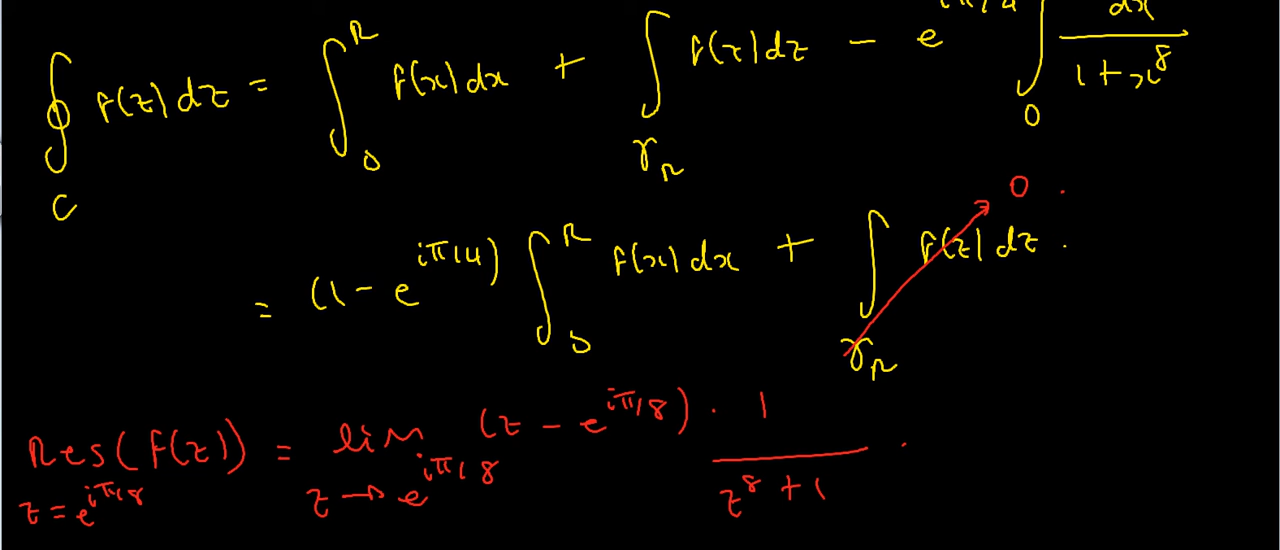 ∮_C f(z)dz = ∫_0^R f(x)dx + ∫_{γ_R} f(z)dz − e^{iπ/4} ∫_0 dx/(1+x^8)
= (1 − e^{iπ/4}) ∫_0^R f(x)dx + ∫_{γ_R} f(z)dz . 0 .
Res(f(z)) z=e^{iπ/8} = lim z→e^{iπ/8} (z − e^{iπ/8}) · 1/(z^8+1) .